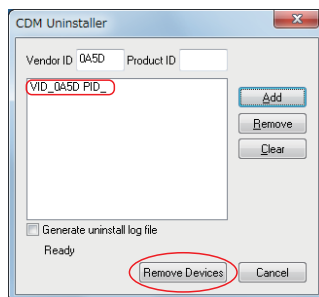 CDM Uninstaller
Vendor ID 0A5D Product ID
VID_0A5D PID_
Add
Remove
Clear
Generate uninstall log file
Ready
Remove Devices Cancel